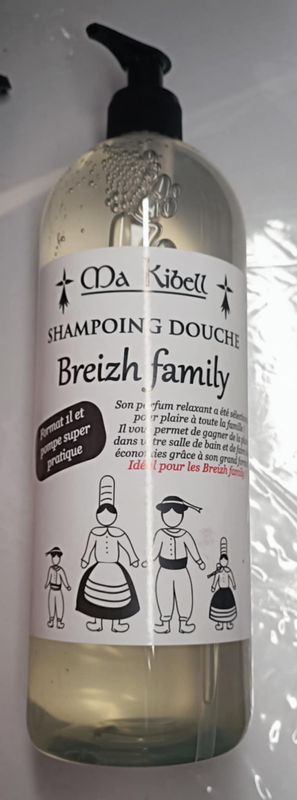 Ma Kibell
SHAMPOING DOUCHE
Breizh family
Format 1l et
pompe super
pratique
Son parfum relaxant a été
pour plaire à toute la famille
Il vous permet de gagner de la
dans votre salle de bain et de
économies grâce à son grand
Idéal pour les Breizh family